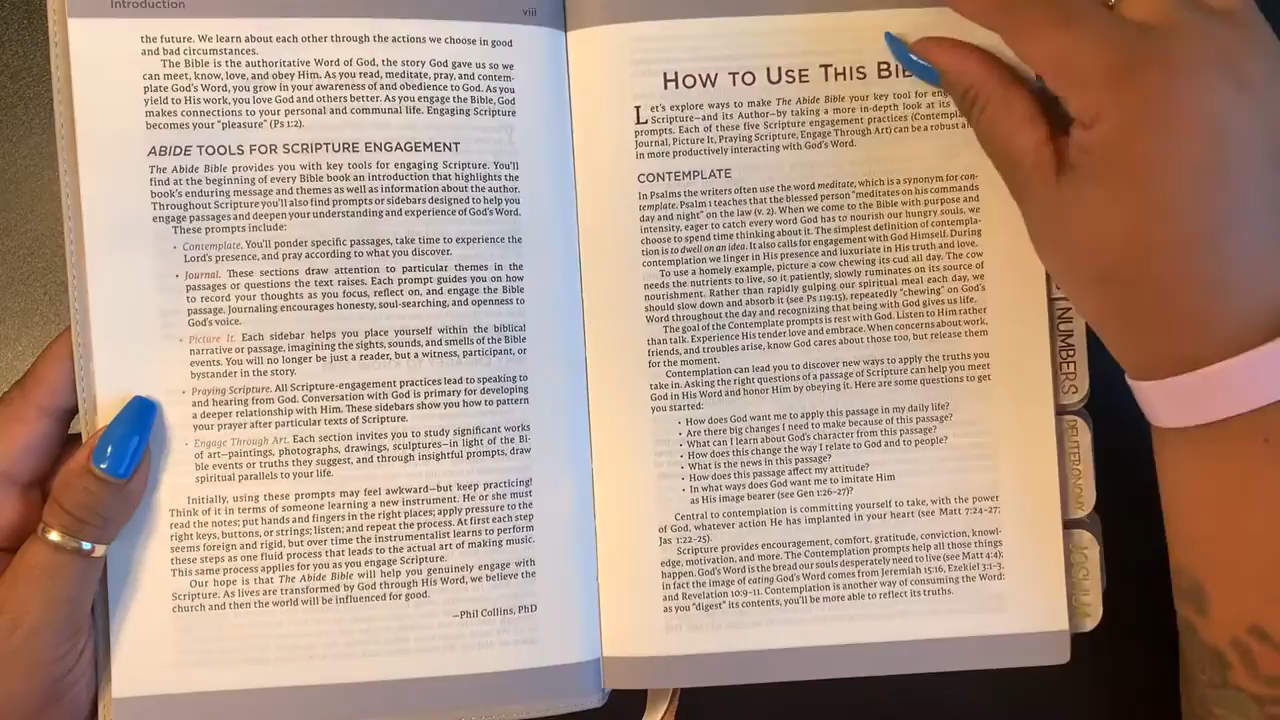 Introduction
viii
the future. We learn about each other through the actions we choose in good
and bad circumstances.
The Bible is the authoritative Word of God, the story God gave us so we
can meet, know, love, and obey Him. As you read, meditate, pray, and contem-
plate God's Word, you grow in your awareness of and obedience to God. As you
yield to His work, you love God and others better. As you engage the Bible, God
makes connections to your personal and communal life. Engaging Scripture
becomes your "pleasure" (Ps 1:2).
ABIDE TOOLS FOR SCRIPTURE ENGAGEMENT
The Abide Bible provides you with key tools for engaging Scripture. You'll
find at the beginning of every Bible book an introduction that highlights the
book's enduring message and themes as well as information about the author.
Throughout Scripture you'll also find prompts or sidebars designed to help you
engage passages and deepen your understanding and experience of God's Word.
These prompts include:
• Contemplate. You'll ponder specific passages, take time to experience the
Lord's presence, and pray according to what you discover.
• Journal. These sections draw attention to particular themes in the
passages or questions the text raises. Each prompt guides you on how
to record your thoughts as you focus, reflect on, and engage the Bible
passage. Journaling encourages honesty, soul-searching, and openness to
God's voice.
• Picture It. Each sidebar helps you place yourself within the biblical
narrative or passage, imagining the sights, sounds, and smells of the Bible
events. You will no longer be just a reader, but a witness, participant, or
bystander in the story.
• Praying Scripture. All Scripture-engagement practices lead to speaking to
and hearing from God. Conversation with God is primary for developing
a deeper relationship with Him. These sidebars show you how to pattern
your prayer after particular texts of Scripture.
• Engage Through Art. Each section invites you to study significant works
of art—paintings, photographs, drawings, sculptures—in light of the Bi-
ble events or truths they suggest, and through insightful prompts, draw
spiritual parallels to your life.
Initially, using these prompts may feel awkward—but keep practicing!
Think of it in terms of someone learning a new instrument. He or she must
read the notes; put hands and fingers in the right places; apply pressure to the
right keys, buttons, or strings; listen; and repeat the process. At first each step
seems foreign and rigid, but over time the instrumentalist learns to perform
these steps as one fluid process that leads to the actual art of making music.
This same process applies for you as you engage Scripture.
Our hope is that The Abide Bible will help you genuinely engage with
Scripture. As lives are transformed by God through His Word, we believe the
church and then the world will be influenced for good.
—Phil Collins, PhD
HOW TO USE THIS BI
Let's explore ways to make The Abide Bible your key tool for eng
Scripture—and its Author—by taking a more in-depth look at its
prompts. Each of these five Scripture engagement practices (Contempla
Journal, Picture It, Praying Scripture, Engage Through Art) can be a robust
in more productively interacting with God's Word.
CONTEMPLATE
In Psalms the writers often use the word meditate, which is a synonym for con-
template. Psalm 1 teaches that the blessed person "meditates on his commands
day and night" on the law (v. 2). When we come to the Bible with purpose and
intensity, eager to catch every word God has to nourish our hungry souls, we
choose to spend time thinking about it. The simplest definition of contempla-
tion is to dwell on an idea. It also calls for engagement with God Himself. During
contemplation we linger in His presence and luxuriate in His truth and love.
To use a homely example, picture a cow chewing its cud all day. The cow
needs the nutrients to live, so it patiently, slowly ruminates on its source of
nourishment. Rather than rapidly gulping our spiritual meal each day, we
should slow down and absorb it (see Ps 119:15), repeatedly "chewing" on God's
Word throughout the day and recognizing that being with God gives us life.
The goal of the Contemplate prompts is rest with God. Listen to Him rather
than talk. Experience His tender love and embrace. When concerns about work,
friends, and troubles arise, know God cares about those too, but release them
for the moment.
Contemplation can lead you to discover new ways to apply the truths you
take in. Asking the right questions of a passage of Scripture can help you meet
God in His Word and honor Him by obeying it. Here are some questions to get
you started:
• How does God want me to apply this passage in my daily life?
• Are there big changes I need to make because of this passage?
• What can I learn about God's character from this passage?
• How does this change the way I relate to God and to people?
• What is the news in this passage?
• How does this passage affect my attitude?
• In what ways does God want me to imitate Him
as His image bearer (see Gen 1:26–27)?
Central to contemplation is committing yourself to take, with the power
of God, whatever action He has implanted in your heart (see Matt 7:24–27;
Jas 1:22–25).
Scripture provides encouragement, comfort, gratitude, conviction, knowl-
edge, motivation, and more. The Contemplation prompts help all those things
happen. God's Word is the bread our souls desperately need to live (see Matt 4:4);
in fact the image of eating God's Word comes from Jeremiah 15:16, Ezekiel 3:1–3,
and Revelation 10:9–11. Contemplation is another way of consuming the Word:
as you "digest" its contents, you'll be more able to reflect its truths.
NUMBERS
DEUTERONOMY
JOSHUA